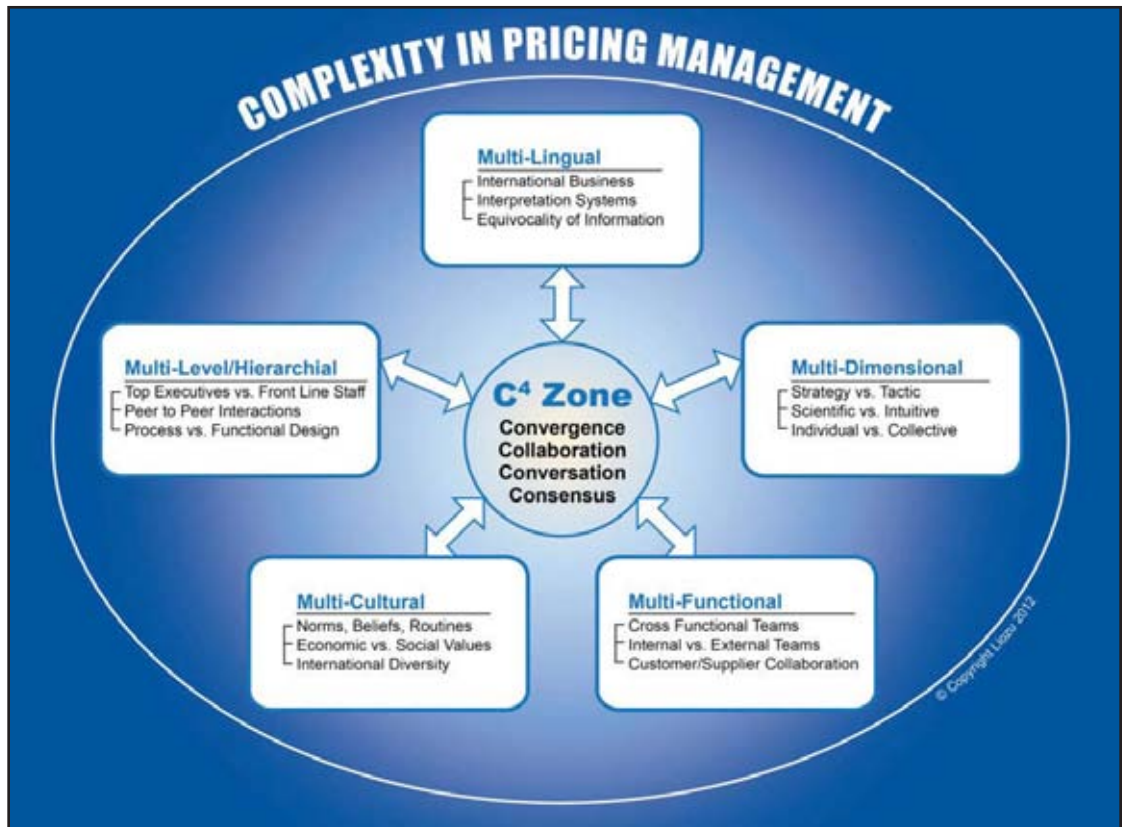 COMPLEXITY IN PRICING MANAGEMENT
Multi-Lingual
International Business
Interpretation Systems
Equivocality of Information
Multi-Level/Hierarchial
Top Executives vs. Front Line Staff
Peer to Peer Interactions
Process vs. Functional Design
C⁴ Zone
Convergence
Collaboration
Conversation
Consensus
Multi-Dimensional
Strategy vs. Tactic
Scientific vs. Intuitive
Individual vs. Collective
Multi-Cultural
Norms, Beliefs, Routines
Economic vs. Social Values
International Diversity
Multi-Functional
Cross Functional Teams
Internal vs. External Teams
Customer/Supplier Collaboration
© Copyright Liozu 2012